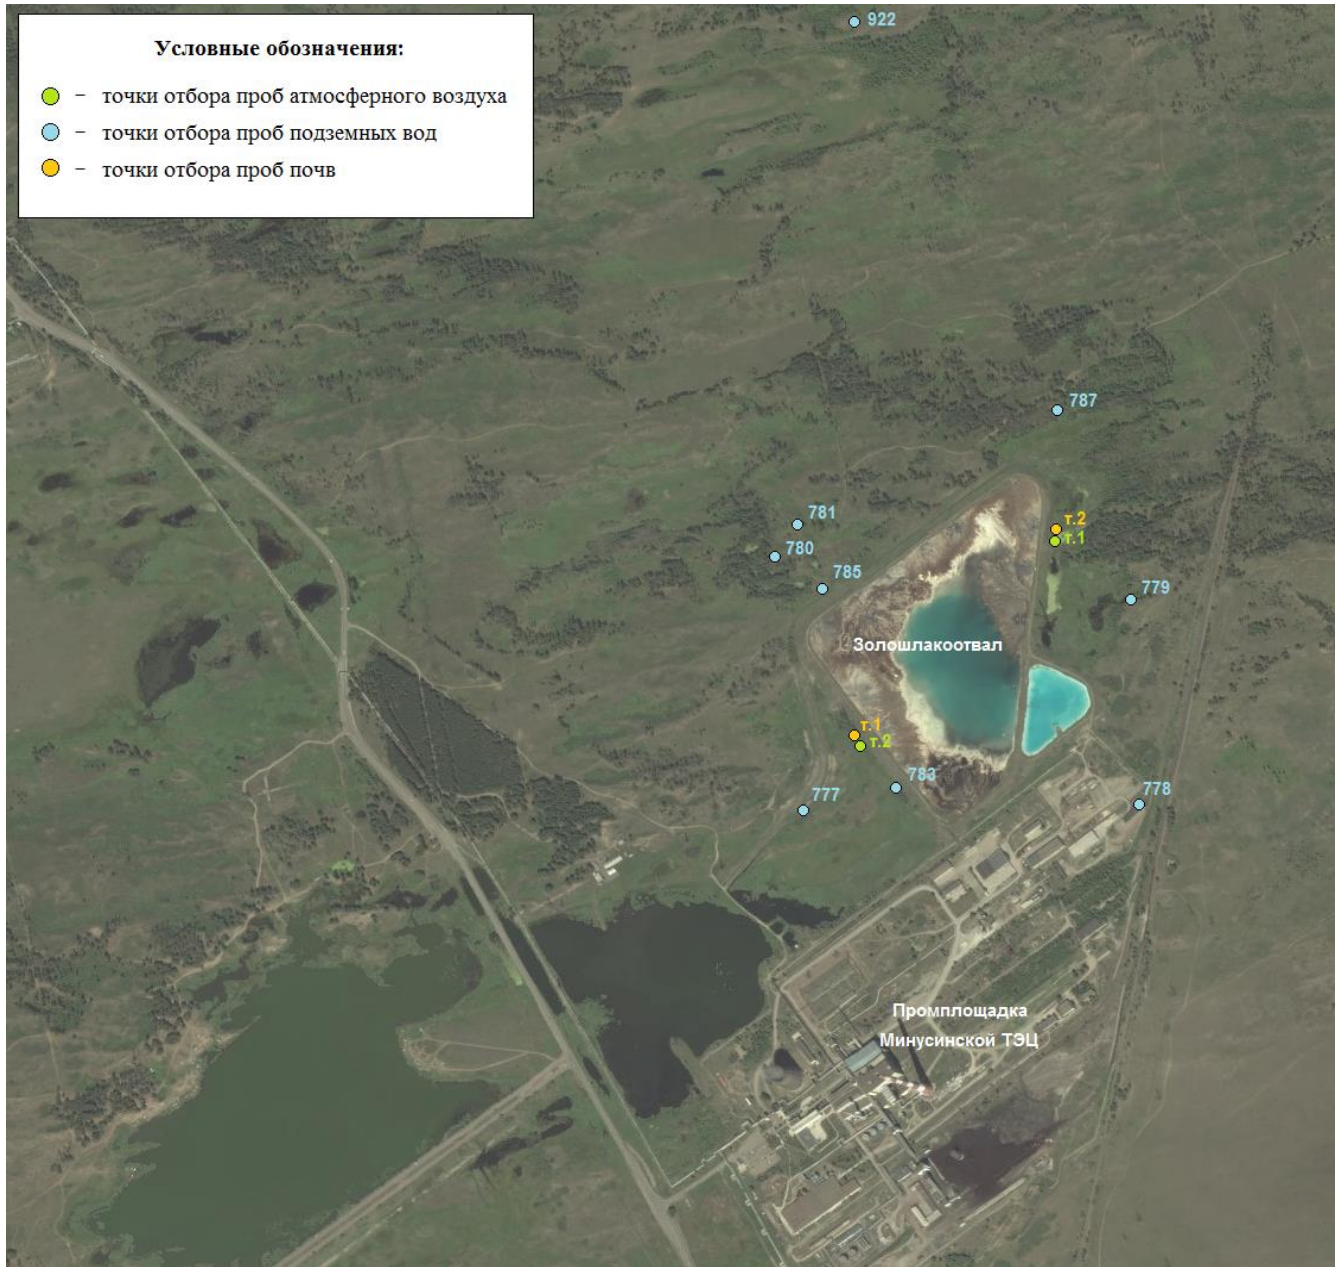 922
Условные обозначения:
– точки отбора проб атмосферного воздуха
– точки отбора проб подземных вод
– точки отбора проб почв
787
781
т.2
т.1
780
785
779
Золошлакоотвал
т.1
т.2
783
778
777
Промплощадка
Минусинской ТЭЦ